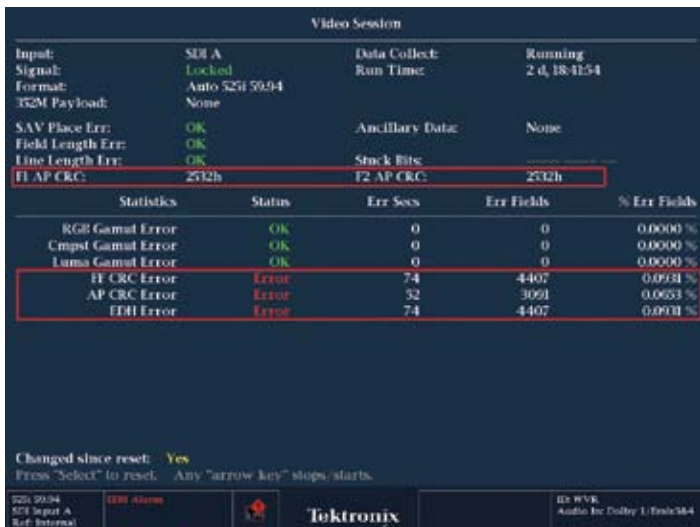 Video Session
Input: SDI A Data Collect: Running
Signal: Locked Run Time: 2 d, 18:41:54
Format: Auto 525i 59.94
352M Payload: None
SAV Place Err: OK Ancillary Data: None
Field Length Err: OK
Line Length Err: OK Stuck Bits: ---------- ----- ---
F1 AP CRC: 2532h F2 AP CRC: 2532h
Statistics Status Err Secs Err Fields % Err Fields
RGB Gamut Error OK 0 0 0.0000 %
Cmpst Gamut Error OK 0 0 0.0000 %
Luma Gamut Error OK 0 0 0.0000 %
FF CRC Error Error 74 4407 0.0931 %
AP CRC Error Error 52 3091 0.0653 %
EDH Error Error 74 4407 0.0931 %
Changed since reset: Yes
Press "Select" to reset. Any "arrow key" stops/starts.
525i 59.94 EDH Alarm ID: WVR
SDI Input A Tektronix Audio In: Dolby 1/
Ref: Internal